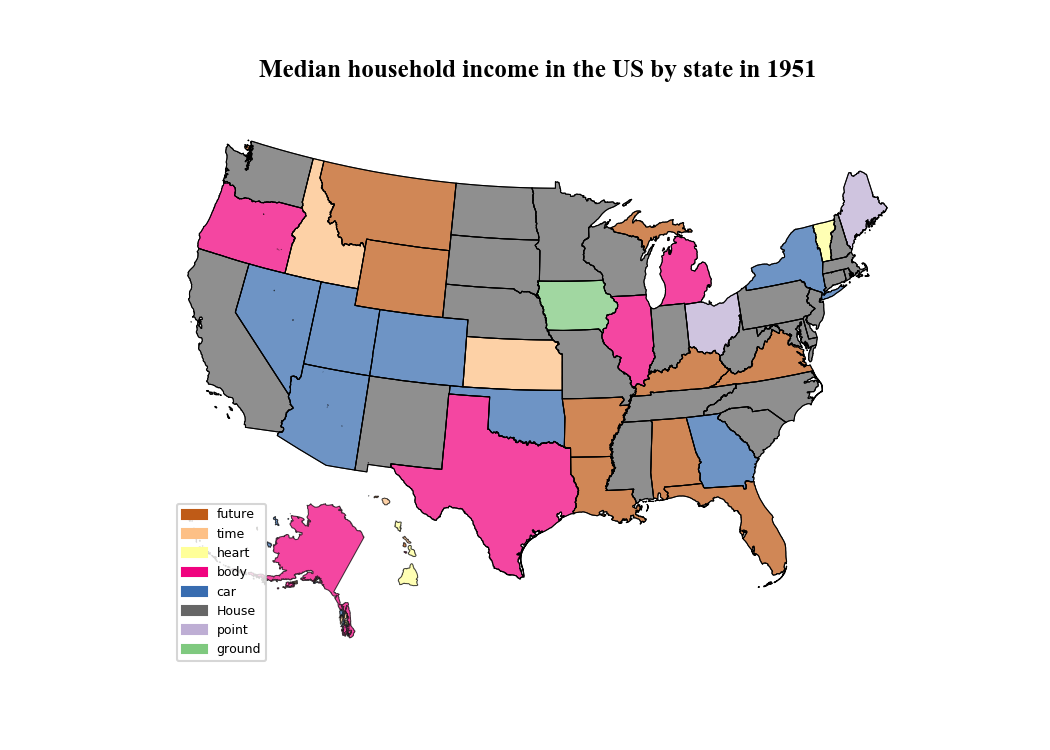 Median household income in the US by state in 1951
future
time
heart
body
car
House
point
ground